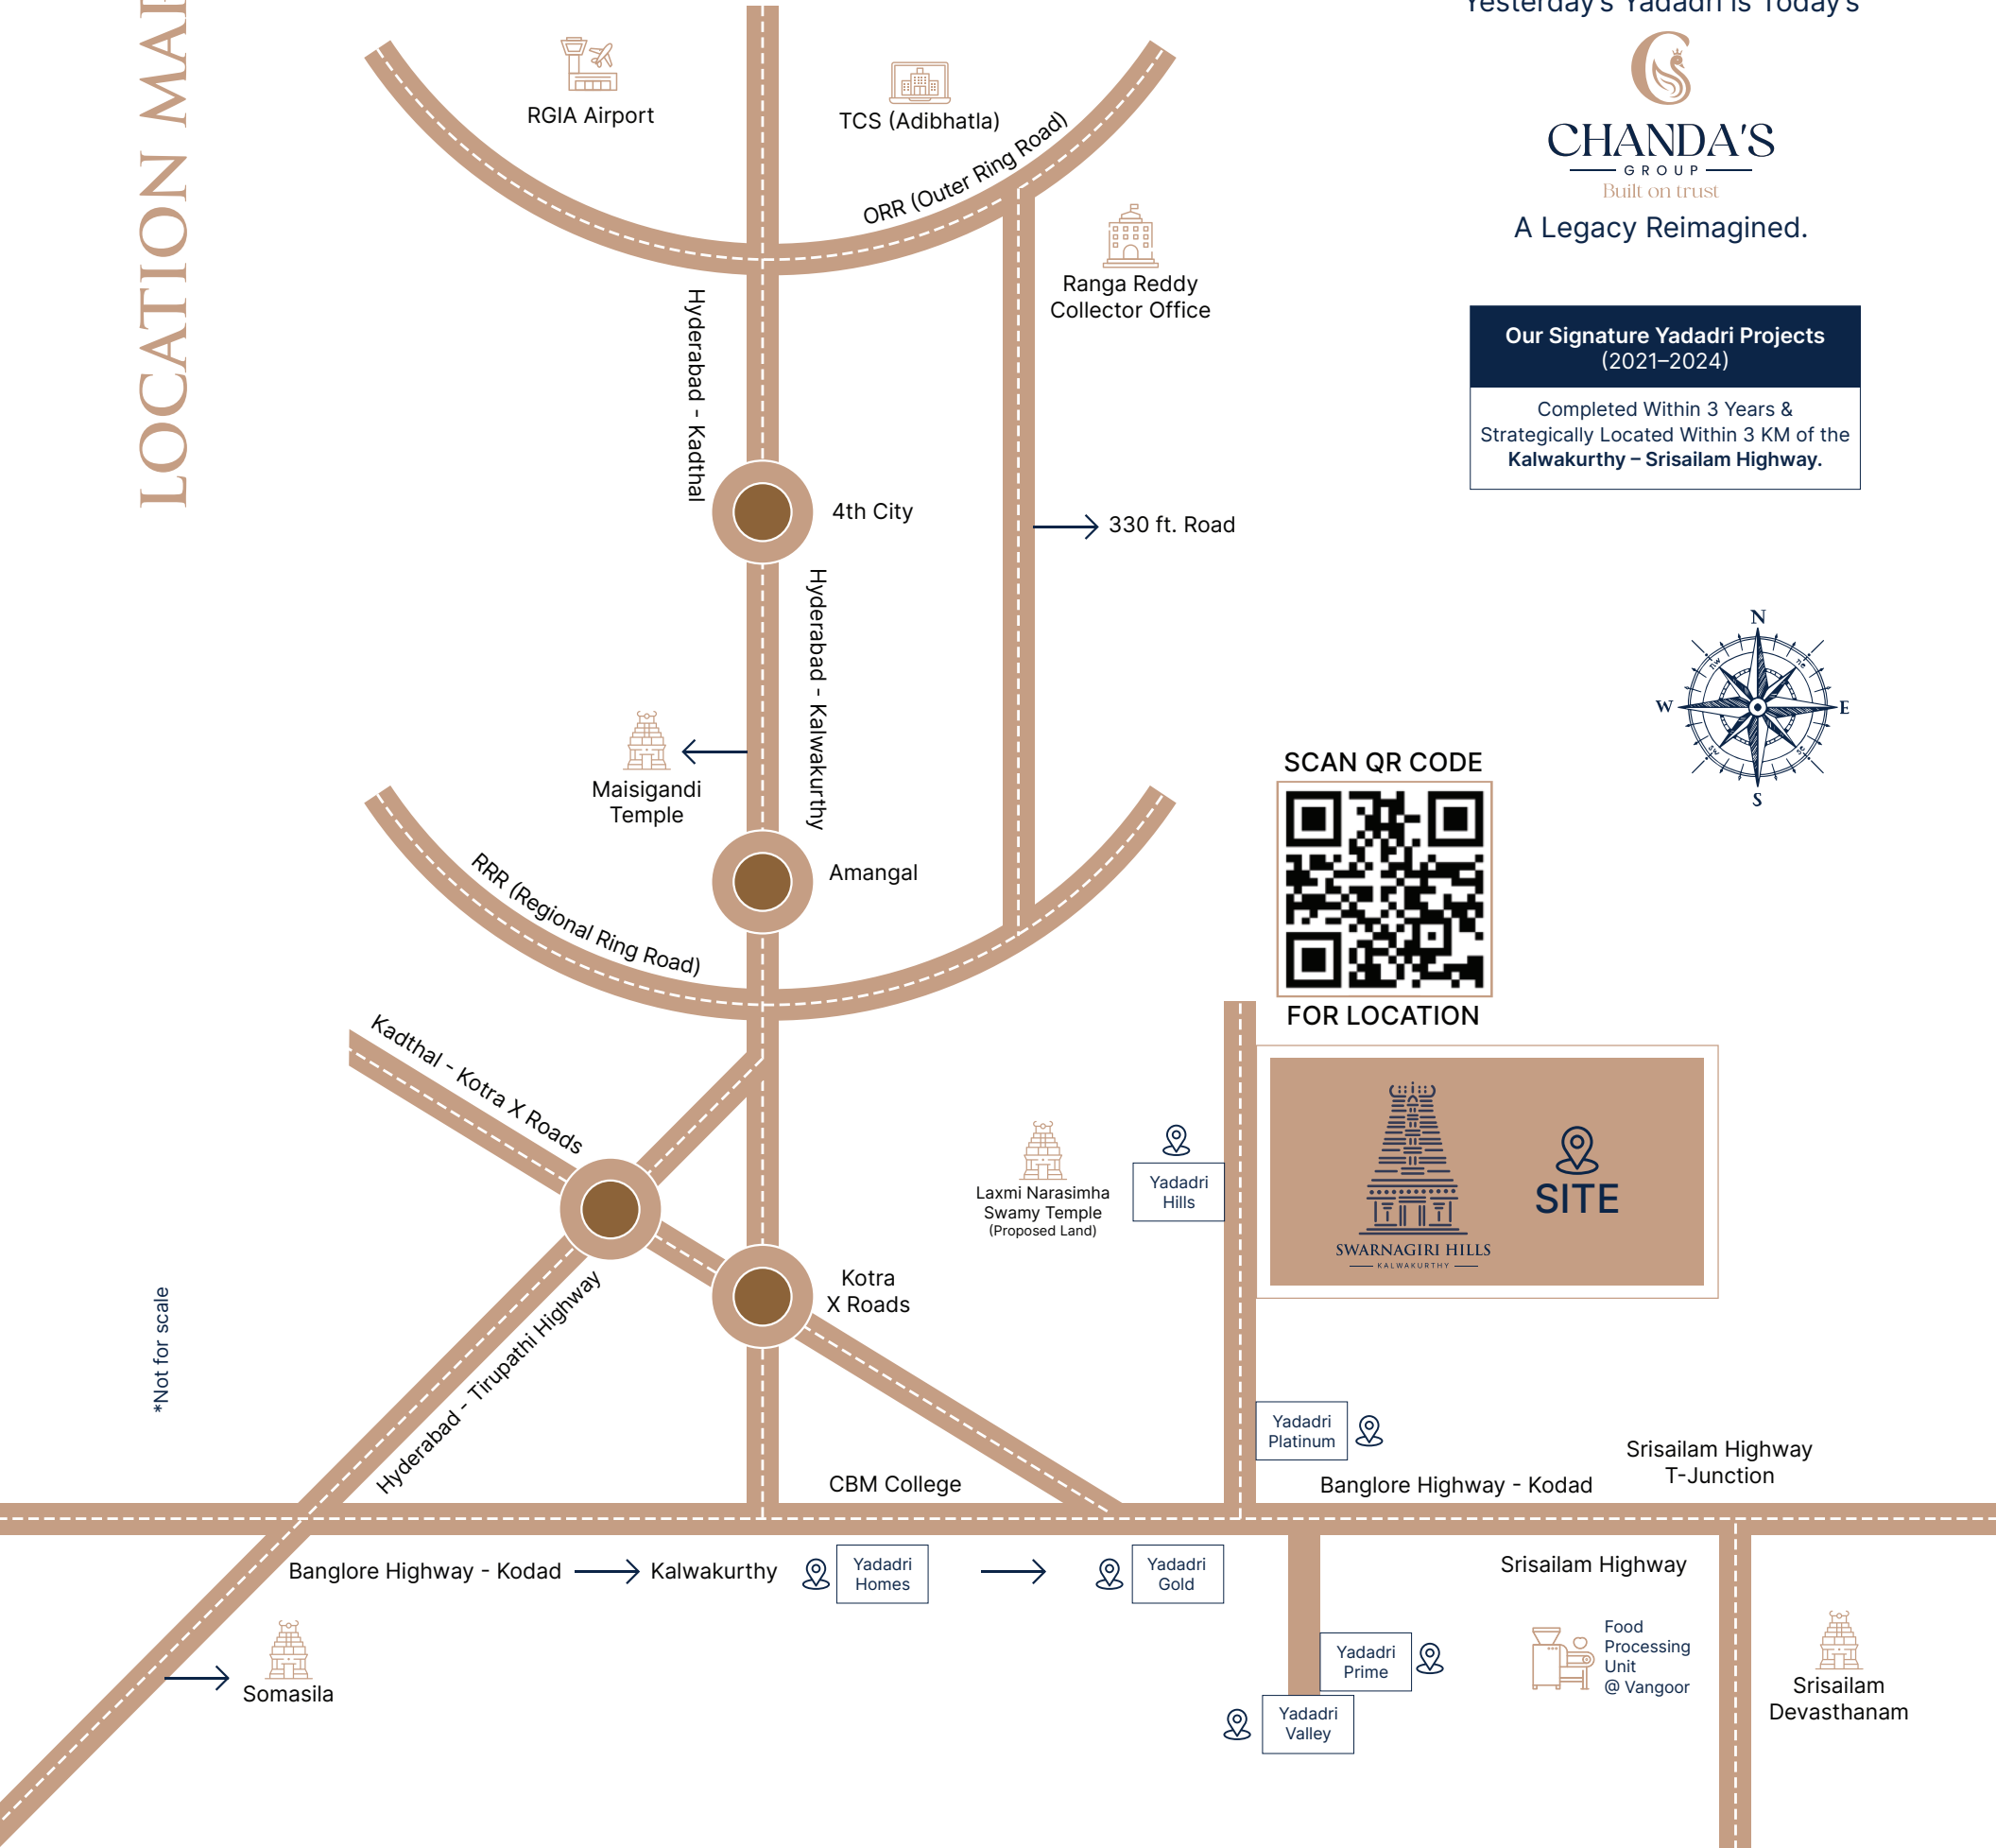 LOCATION MAP
Yesterday's Yadadri is Today's
CHANDA'S
GROUP
Built on trust
A Legacy Reimagined.
Our Signature Yadadri Projects
(2021–2024)
Completed Within 3 Years &
Strategically Located Within 3 KM of the
Kalwakurthy – Srisailam Highway.
RGIA Airport
TCS (Adibhatla)
ORR (Outer Ring Road)
Ranga Reddy
Collector Office
Hyderabad - Kadthal
4th City
330 ft. Road
Hyderabad - Kalwakurthy
N
nw
ne
W
E
sw
se
S
Maisigandi
Temple
SCAN QR CODE
FOR LOCATION
Amangal
RRR (Regional Ring Road)
Kadthal - Kotra X Roads
Laxmi Narasimha
Swamy Temple
(Proposed Land)
Yadadri
Hills
SITE
SWARNAGIRI HILLS
KALWAKURTHY
Kotra
X Roads
*Not for scale
Hyderabad - Tirupathi Highway
Yadadri
Platinum
CBM College
Banglore Highway - Kodad
Srisailam Highway
T-Junction
Banglore Highway - Kodad
Kalwakurthy
Yadadri
Homes
Yadadri
Gold
Srisailam Highway
Somasila
Yadadri
Prime
Yadadri
Valley
Food
Processing
Unit
@ Vangoor
Srisailam
Devasthanam